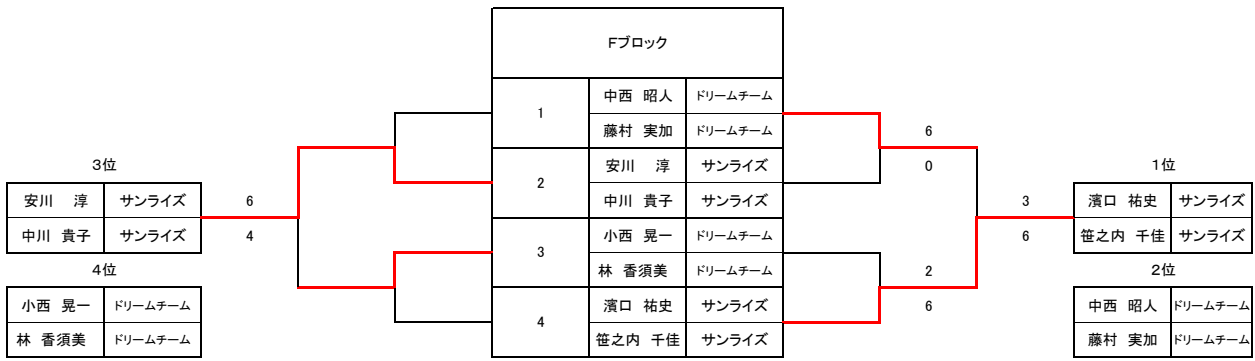 Fブロック
1
中西 昭人 ドリームチーム
藤村 実加 ドリームチーム
2
安川 淳 サンライズ
中川 貴子 サンライズ
3
小西 晃一 ドリームチーム
林 香須美 ドリームチーム
4
濱口 祐史 サンライズ
笹之内 千佳 サンライズ
3位
安川 淳 サンライズ
中川 貴子 サンライズ
4位
小西 晃一 ドリームチーム
林 香須美 ドリームチーム
6
4
6
0
2
6
3
6
1位
濱口 祐史 サンライズ
笹之内 千佳 サンライズ
2位
中西 昭人 ドリームチーム
藤村 実加 ドリームチーム